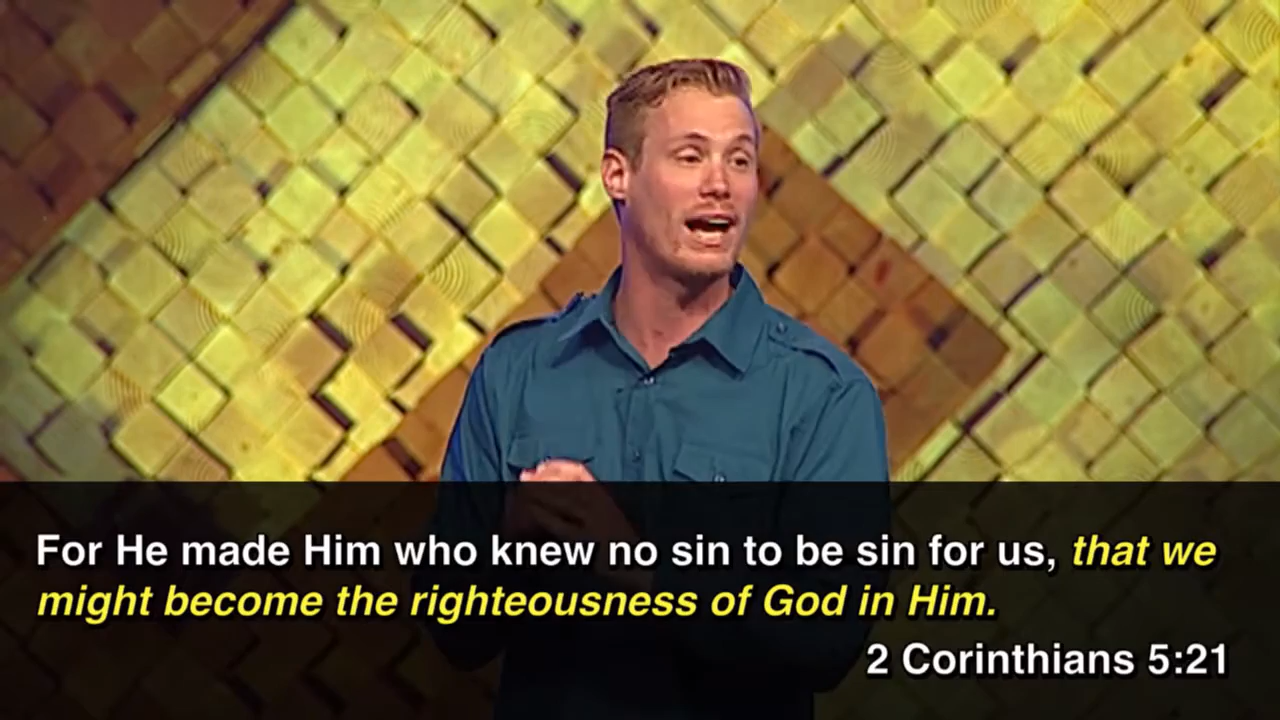 For He made Him who knew no sin to be sin for us, that we
might become the righteousness of God in Him.
2 Corinthians 5:21